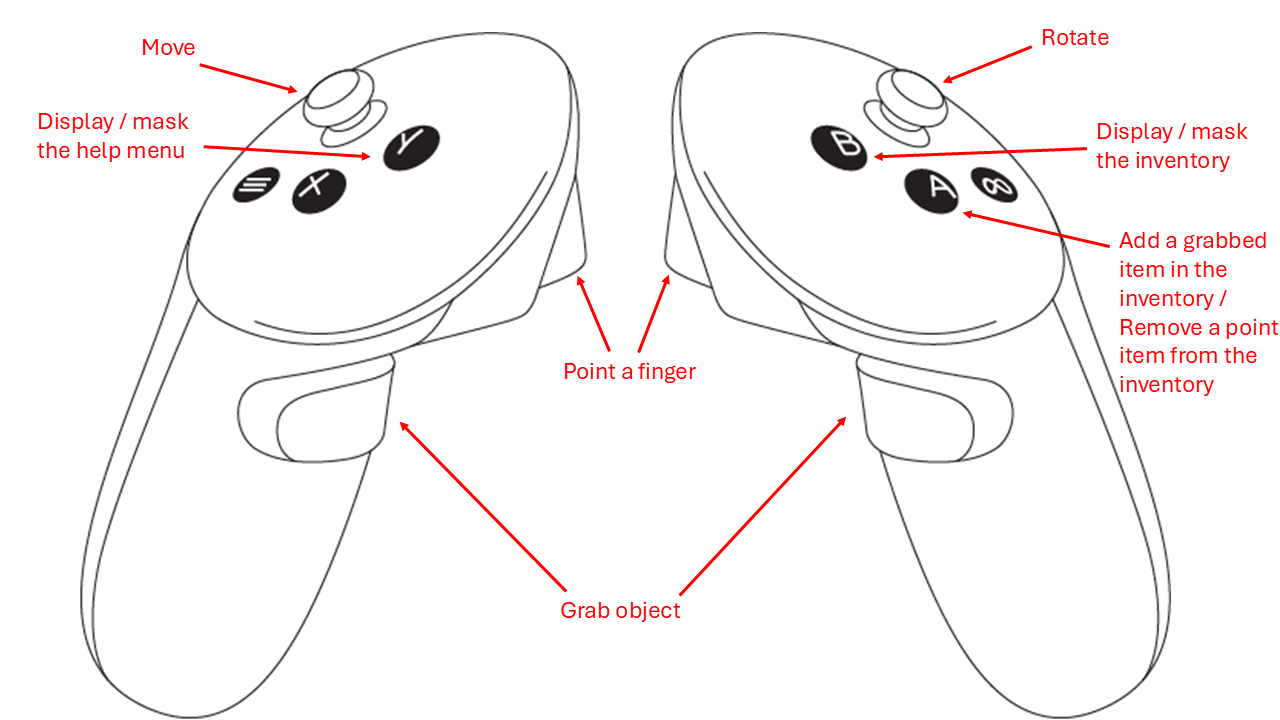 Move
Rotate
Display / mask
the help menu
Y
X
B
A
Display / mask
the inventory
Add a grabbed
item in the
inventory /
Remove a point
item from the
inventory
Point a finger
Grab object